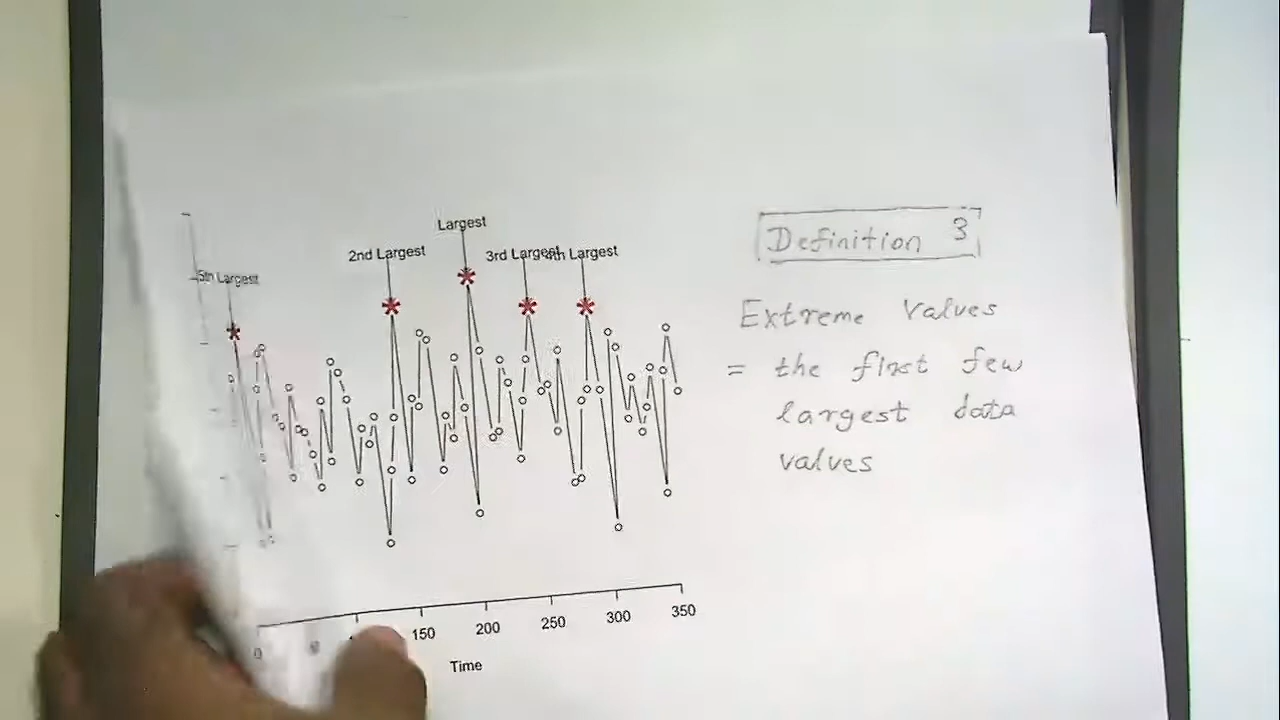 Largest
2nd Largest
3rd Largest
4th Largest
5th Largest
Definition 3
Extreme Values
= the first few
largest data
values
0
150
200
250
300
350
Time